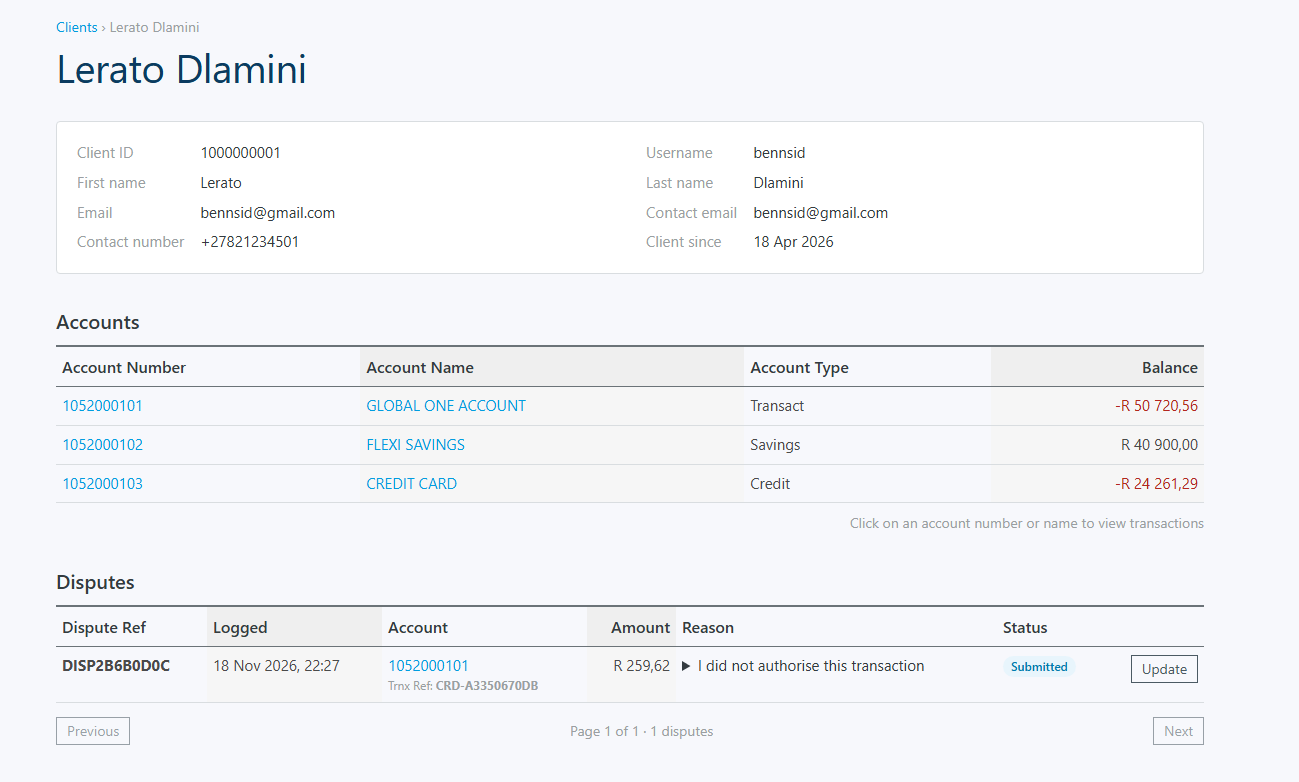 Clients › Lerato Dlamini
Lerato Dlamini
Client ID 1000000001 Username bennsid
First name Lerato Last name Dlamini
Email bennsid@gmail.com Contact email bennsid@gmail.com
Contact number +27821234501 Client since 18 Apr 2026
Accounts
Account Number Account Name Account Type Balance
1052000101 GLOBAL ONE ACCOUNT Transact -R 50 720,56
1052000102 FLEXI SAVINGS Savings R 40 900,00
1052000103 CREDIT CARD Credit -R 24 261,29
Click on an account number or name to view transactions
Disputes
Dispute Ref Logged Account Amount Reason Status
DISP2B6B0D0C 18 Nov 2026, 22:27 1052000101 R 259,62 ▶ I did not authorise this transaction Submitted Update
Trnx Ref: CRD-A3350670DB
Previous Page 1 of 1 · 1 disputes Next